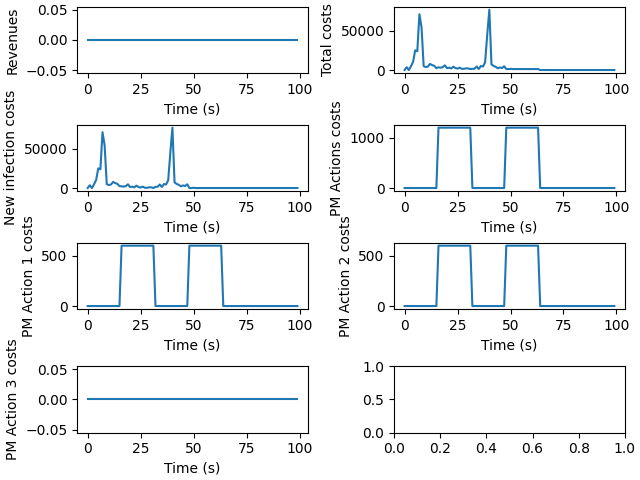 Revenues
0.05
0.00
−0.05
0 25 50 75 100
Time (s)
Total costs
50000
0
0 25 50 75 100
Time (s)
New infection costs
50000
0
0 25 50 75 100
Time (s)
PM Actions costs
1000
0
0 25 50 75 100
Time (s)
PM Action 1 costs
500
0
0 25 50 75 100
Time (s)
PM Action 2 costs
500
0
0 25 50 75 100
Time (s)
PM Action 3 costs
0.05
0.00
−0.05
0 25 50 75 100
Time (s)
1.0
0.5
0.0
0.0 0.2 0.4 0.6 0.8 1.0